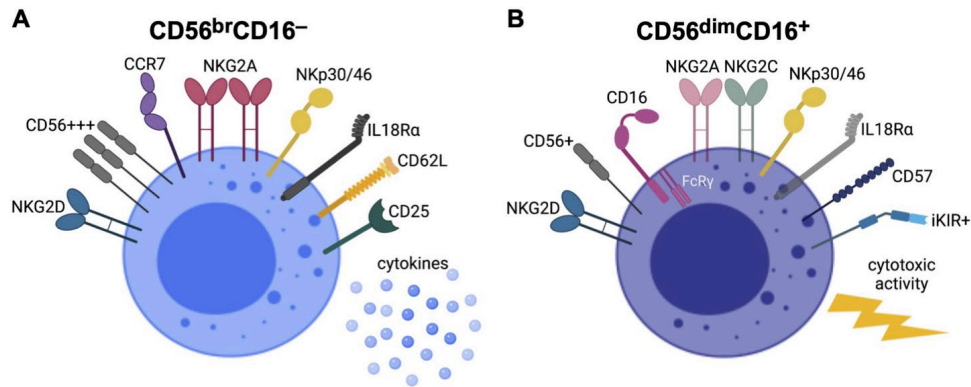 A
CD56brCD16–
CCR7
NKG2A
NKp30/46
CD56+++
IL18Rα
CD62L
NKG2D
CD25
cytokines
B
CD56dimCD16+
NKG2A NKG2C
NKp30/46
CD16
IL18Rα
CD56+
FcRγ
CD57
NKG2D
iKIR+
cytotoxic
activity